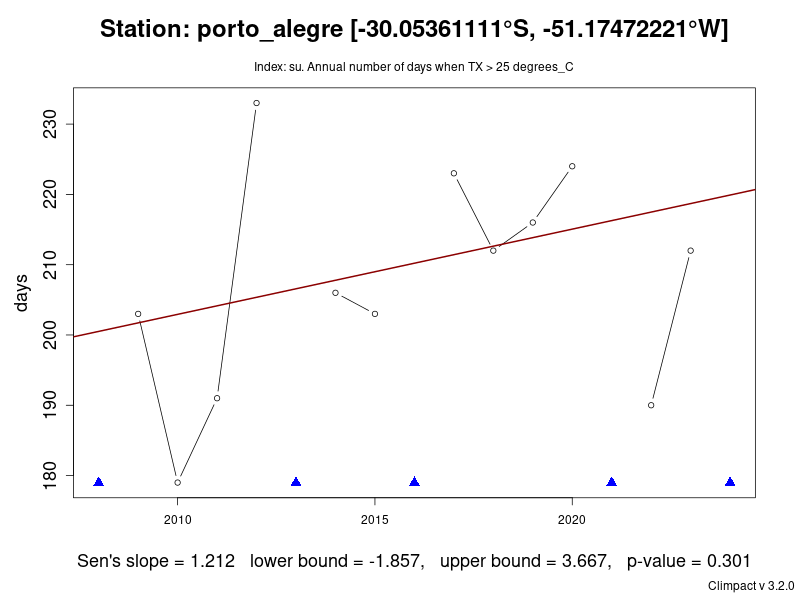 Station: porto_alegre [-30.05361111°S, -51.17472221°W]
Index: su. Annual number of days when TX > 25 degrees_C
days
230
220
210
200
190
180
2010 2015 2020
Sen's slope = 1.212 lower bound = -1.857, upper bound = 3.667, p-value = 0.301
Climpact v 3.2.0